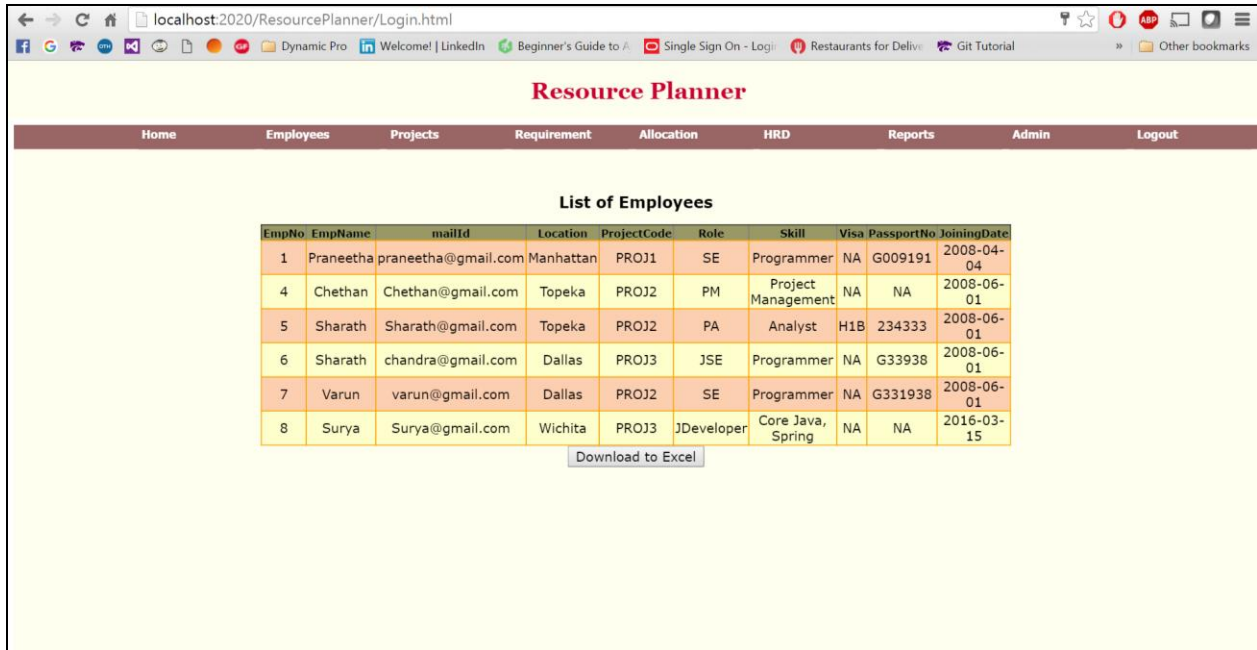 localhost:2020/ResourcePlanner/Login.html
ABP
Dynamic Pro Welcome! | LinkedIn Beginner's Guide to A Single Sign On - Logi Restaurants for Delive Git Tutorial » Other bookmarks
Resource Planner
Home Employees Projects Requirement Allocation HRD Reports Admin Logout
List of Employees
EmpNo EmpName mailId Location ProjectCode Role Skill Visa PassportNo JoiningDate
1 Praneetha praneetha@gmail.com Manhattan PROJ1 SE Programmer NA G009191 2008-04-
04
4 Chethan Chethan@gmail.com Topeka PROJ2 PM Project Management NA NA 2008-06-
01
5 Sharath Sharath@gmail.com Topeka PROJ2 PA Analyst H1B 234333 2008-06-
01
6 Sharath chandra@gmail.com Dallas PROJ3 JSE Programmer NA G33938 2008-06-
01
7 Varun varun@gmail.com Dallas PROJ2 SE Programmer NA G331938 2008-06-
01
8 Surya Surya@gmail.com Wichita PROJ3 JDeveloper Core Java, Spring NA NA 2016-03-
15
Download to Excel